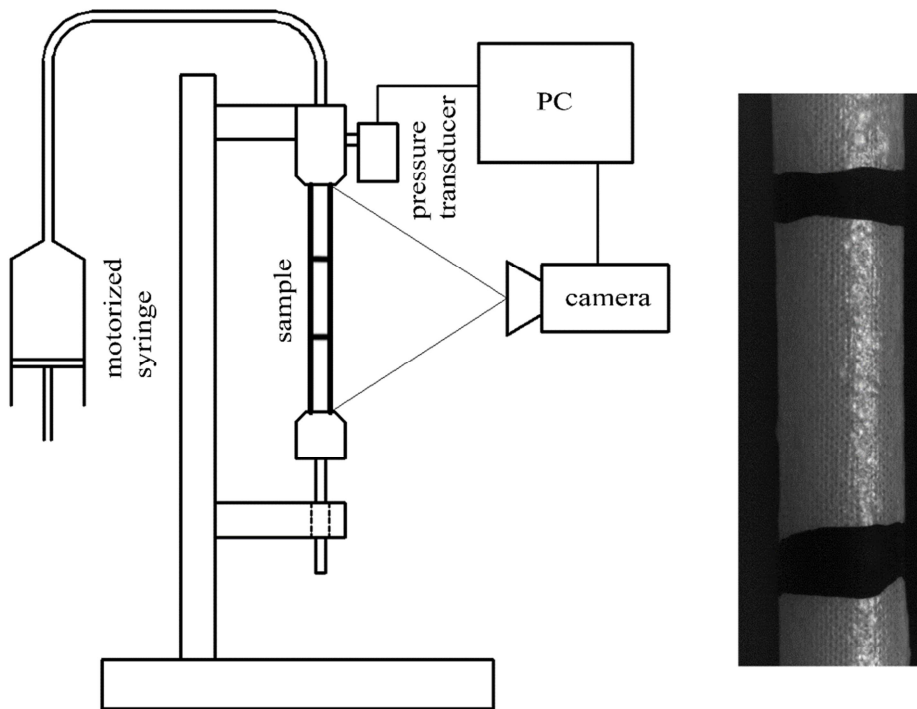 motorized
syringe
sample
pressure
transducer
PC
camera